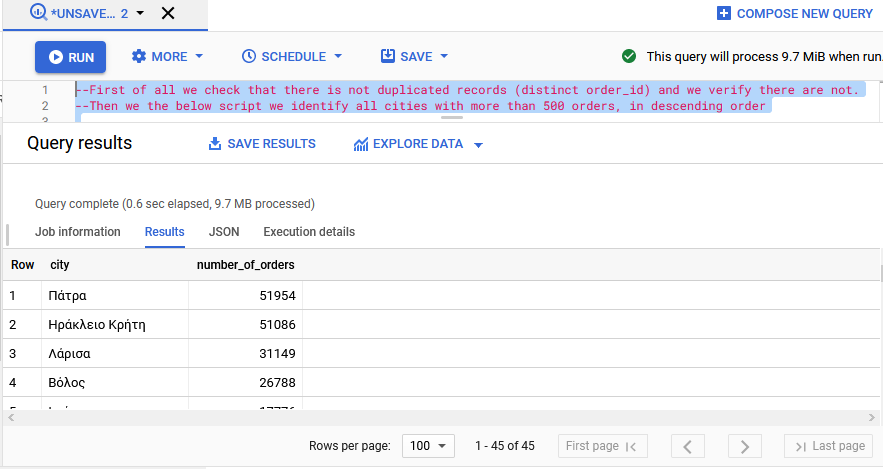 *UNSAVE... 2
COMPOSE NEW QUERY
RUN MORE SCHEDULE SAVE This query will process 9.7 MiB when run.
1 --First of all we check that there is not duplicated records (distinct order_id) and we verify there are not.
2 --Then we the below script we identify all cities with more than 500 orders, in descending order
3
Query results SAVE RESULTS EXPLORE DATA
Query complete (0.6 sec elapsed, 9.7 MB processed)
Job information Results JSON Execution details
Row city number_of_orders
1 Πάτρα 51954
2 Ηράκλειο Κρήτη 51086
3 Λάρισα 31149
4 Βόλος 26788
Rows per page: 100 1 - 45 of 45 First page Last page